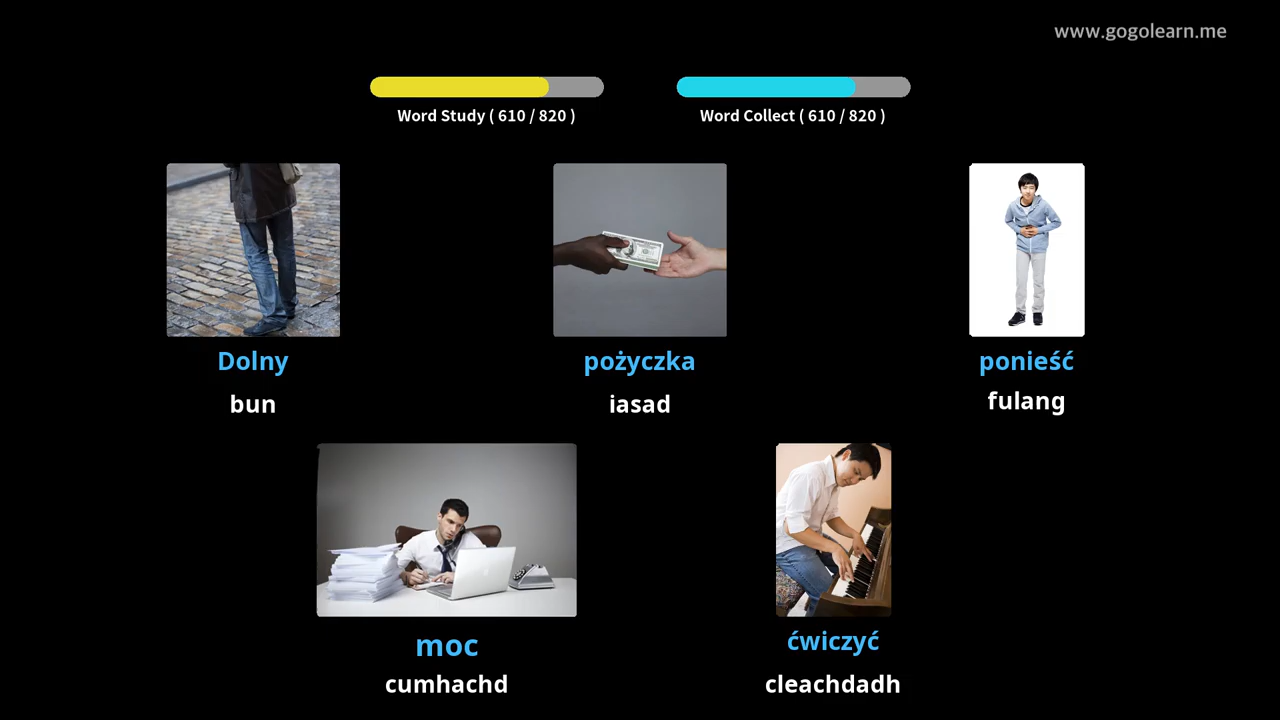 www.gogolearn.me
Word Study ( 610 / 820 )
Word Collect ( 610 / 820 )
Dolny
bun
pożyczka
iasad
ponieść
fulang
moc
cumhachd
ćwiczyć
cleachdadh